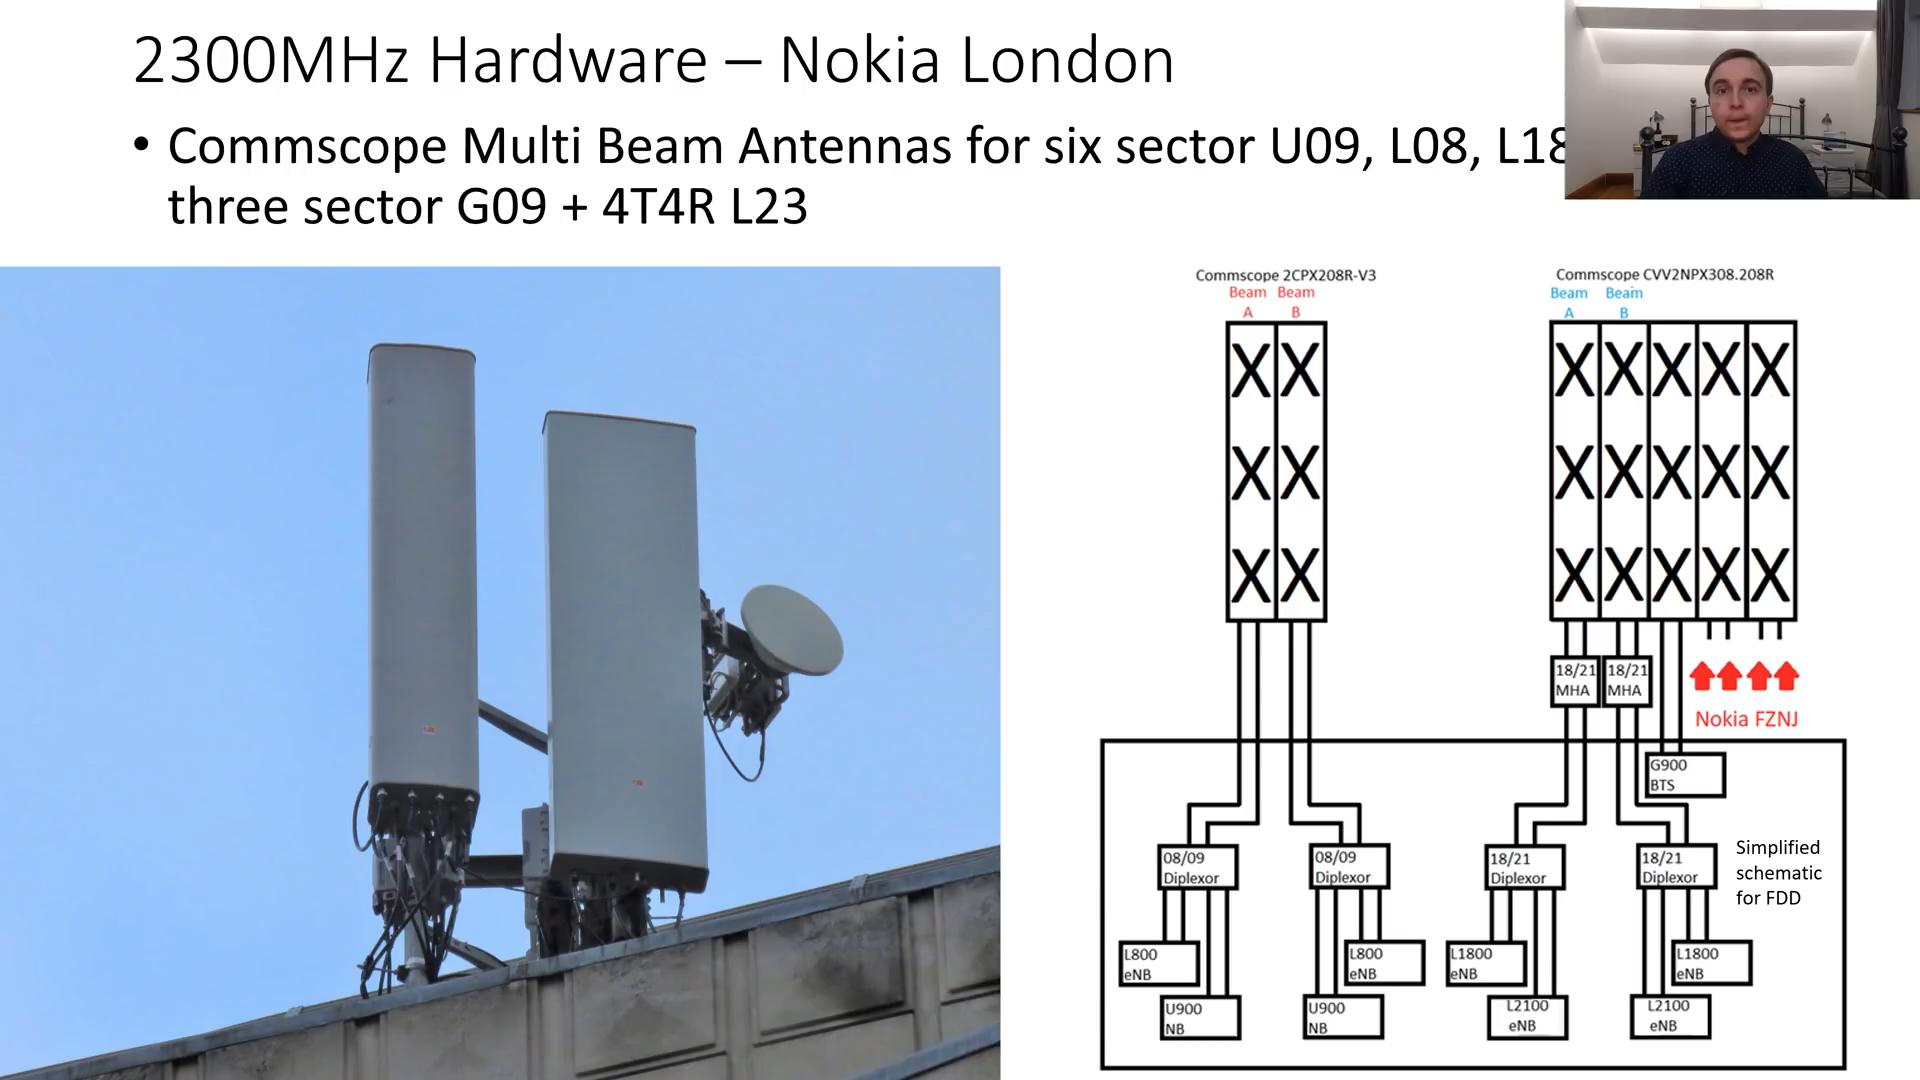 2300MHz Hardware – Nokia London
• Commscope Multi Beam Antennas for six sector U09, L08, L18
three sector G09 + 4T4R L23
Commscope 2CPX208R-V3
Beam Beam
A B
Commscope CVV2NPX308.208R
Beam Beam
A B
18/21
MHA
18/21
MHA
Nokia FZNJ
G900
BTS
08/09
Diplexor
08/09
Diplexor
18/21
Diplexor
18/21
Diplexor
Simplified
schematic
for FDD
L800
eNB
L800
eNB
L1800
eNB
L1800
eNB
U900
NB
U900
NB
L2100
eNB
L2100
eNB